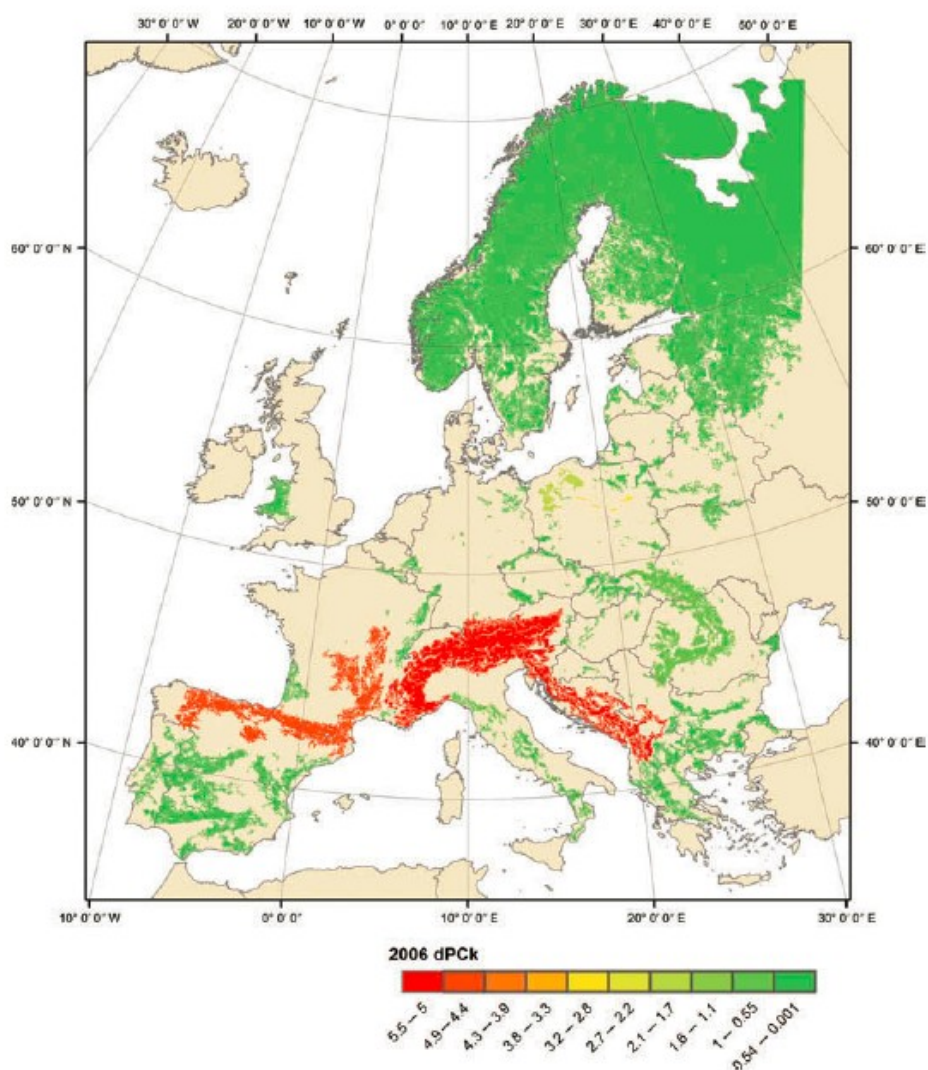 30° 0' 0" W 20° 0' 0" W 10° 0' 0" W 0° 0' 0" E 10° 0' 0" E 20° 0' 0" E 30° 0' 0" E 40° 0' 0" E 50° 0' 0" E
60° 0' 0" N 60° 0' 0" E
50° 0' 0" N 50° 0' 0" E
40° 0' 0" N 40° 0' 0" E
10° 0' 0" W 0° 0' 0" E 10° 0' 0" E 20° 0' 0" E 30° 0' 0" E
2006 dPCk
5.5 – 5
4.9 – 4.4
4.3 – 3.9
3.8 – 3.3
3.2 – 2.8
2.7 – 2.2
2.1 – 1.7
1.6 – 1.1
1 – 0.55
0.54 – 0.001